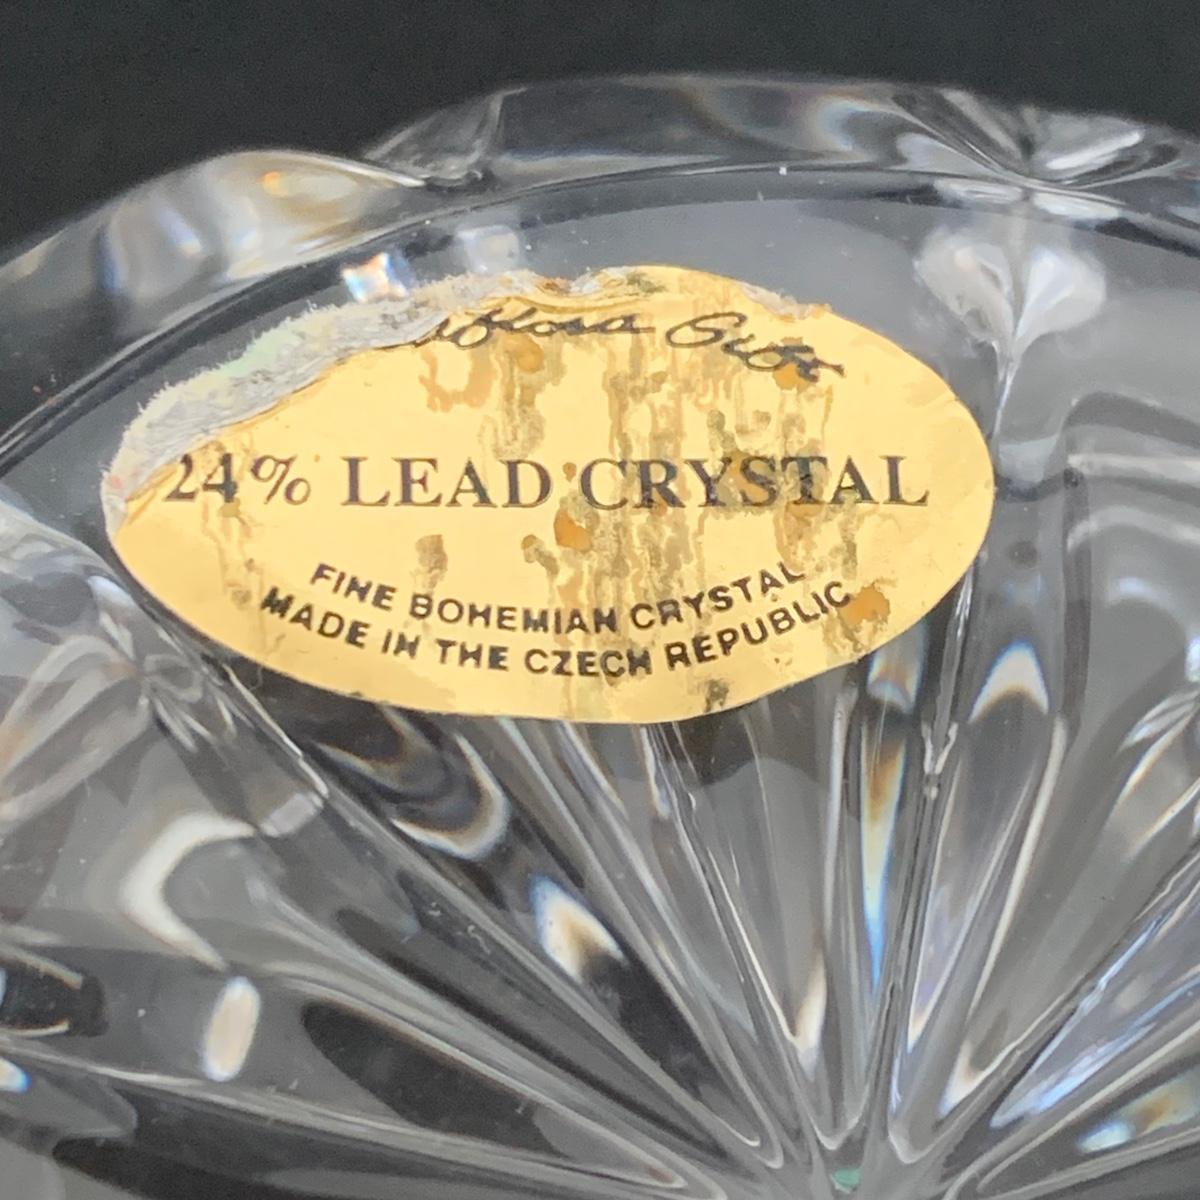 24% LEAD CRYSTAL
FINE BOHEMIAN CRYSTAL
MADE IN THE CZECH REPUBLIC